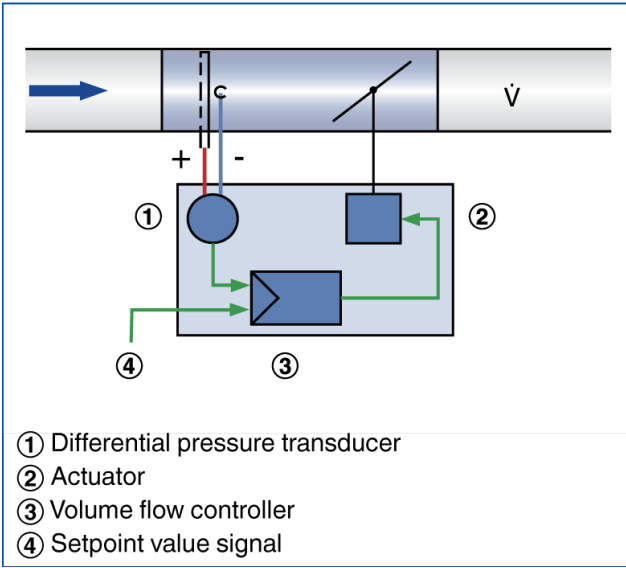 V̇
+ -
①
②
④
③
① Differential pressure transducer
② Actuator
③ Volume flow controller
④ Setpoint value signal